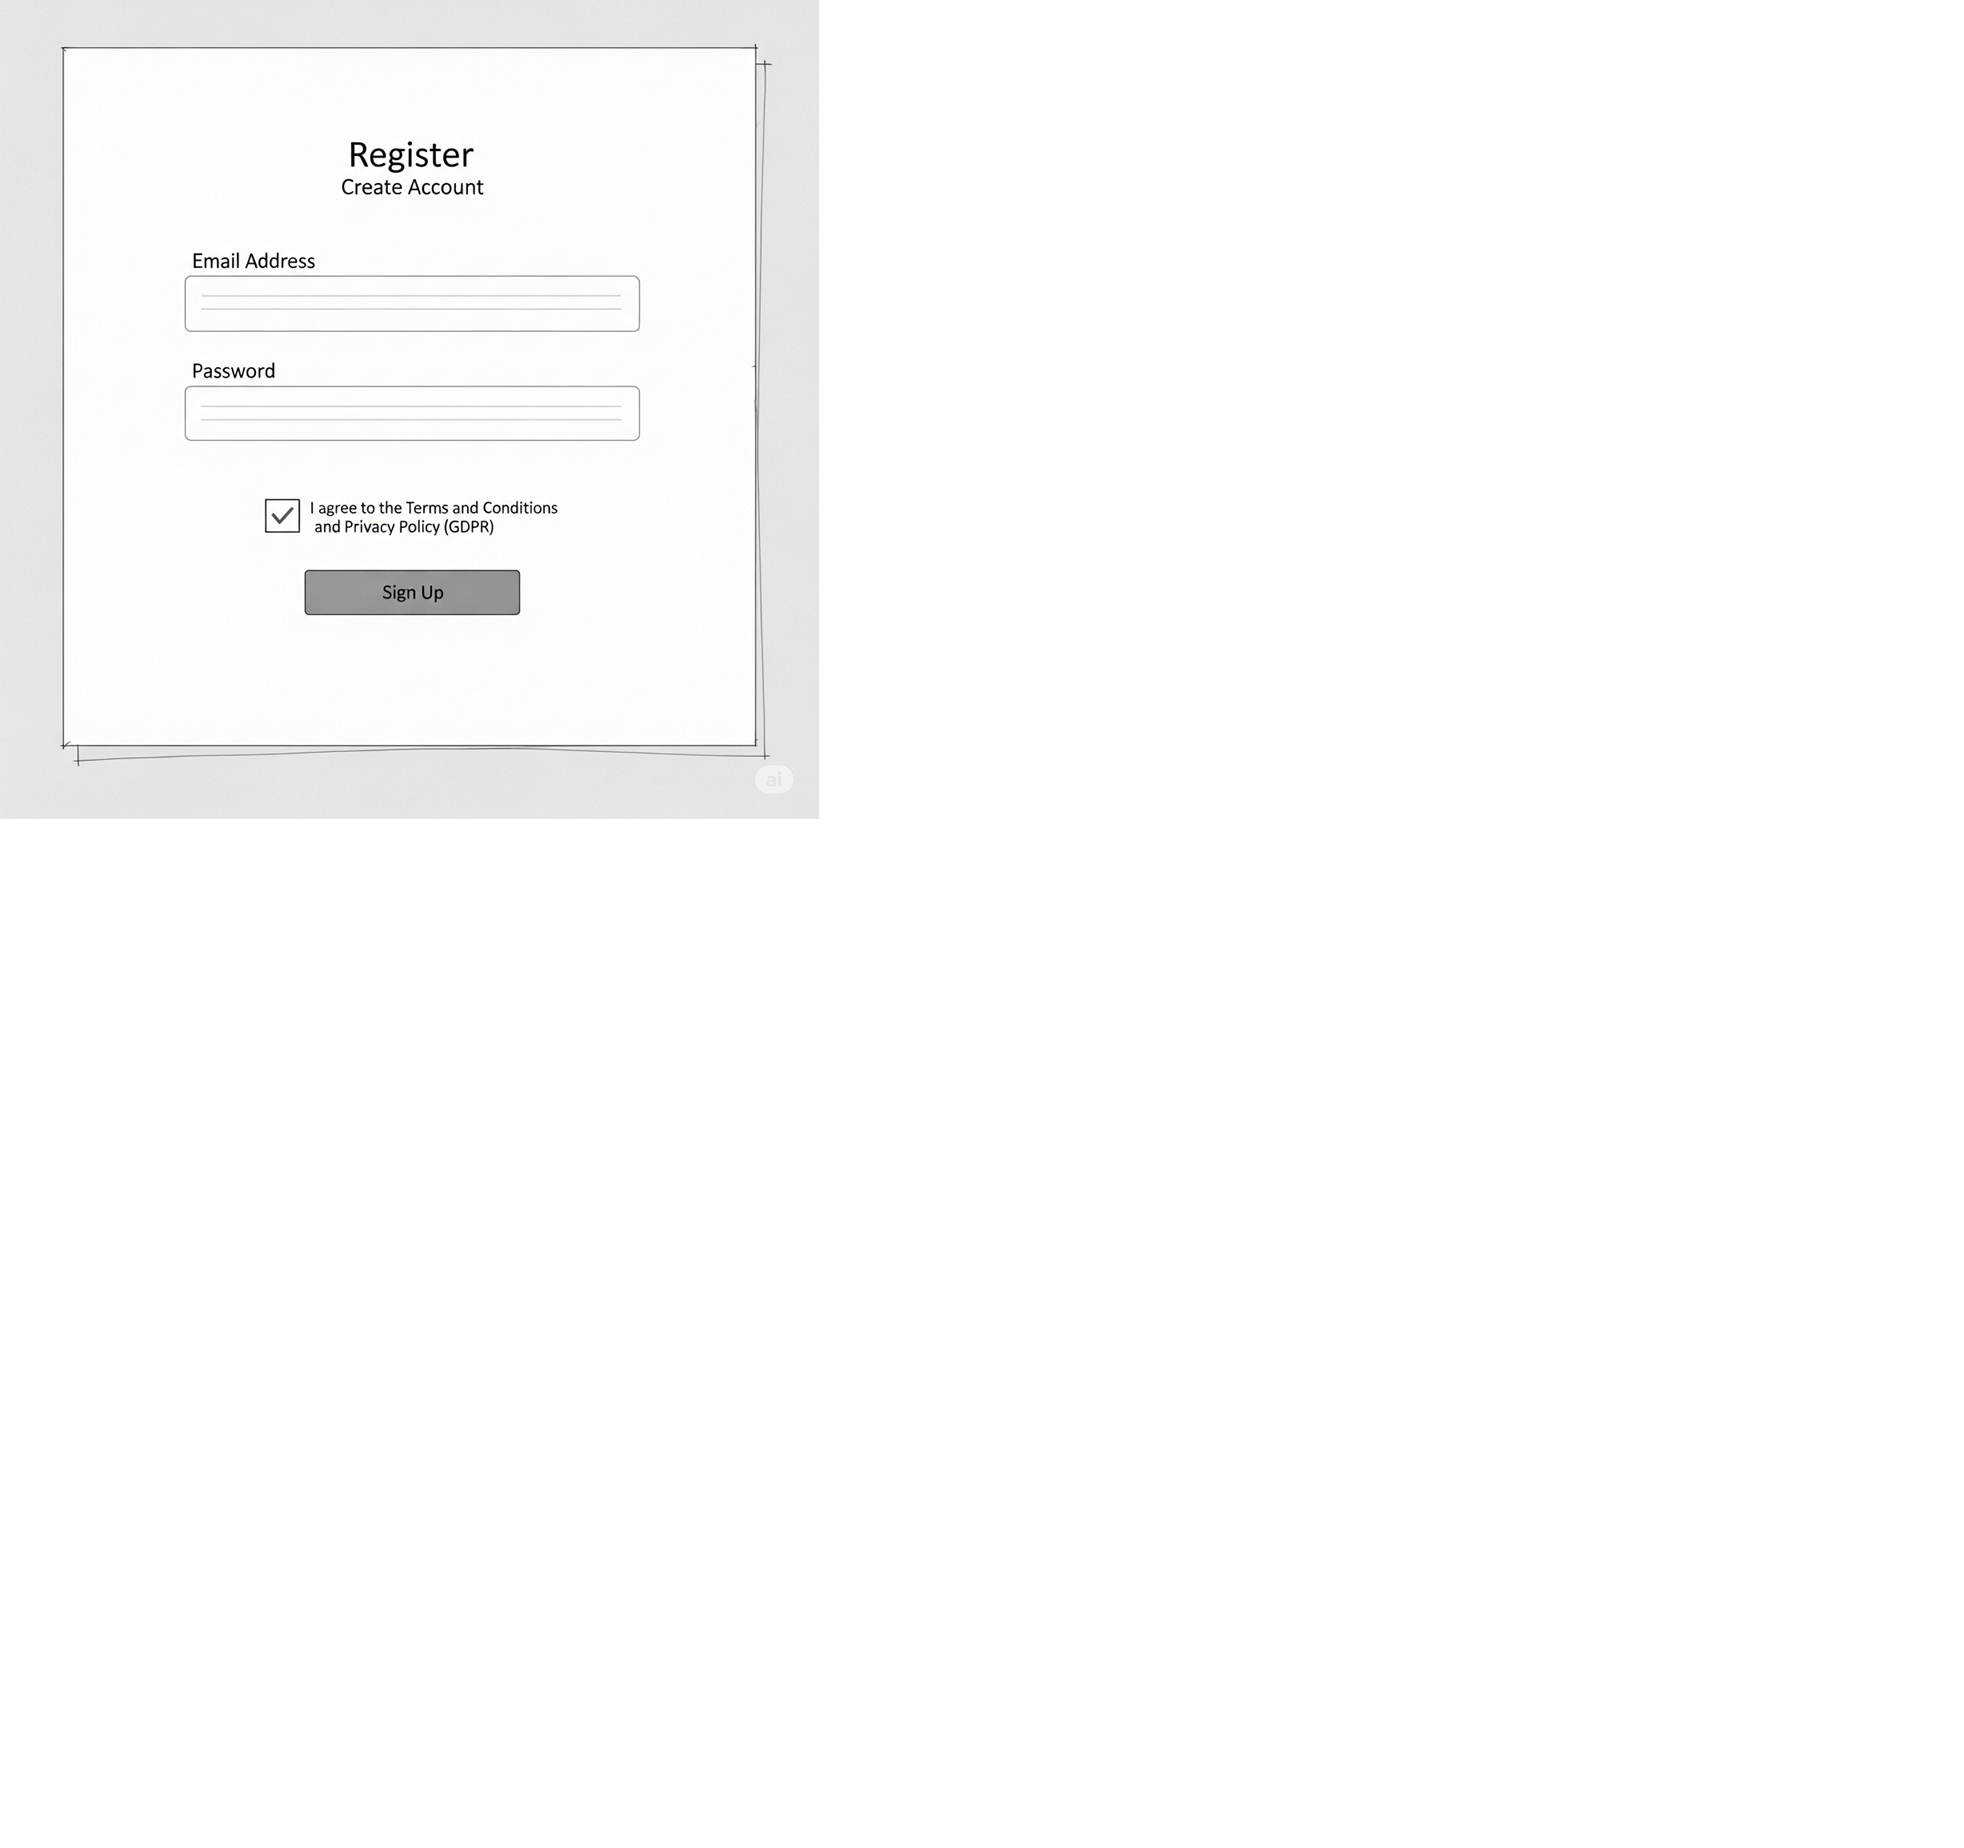 Register
Create Account
Email Address
Password
I agree to the Terms and Conditions
and Privacy Policy (GDPR)
Sign Up
ai